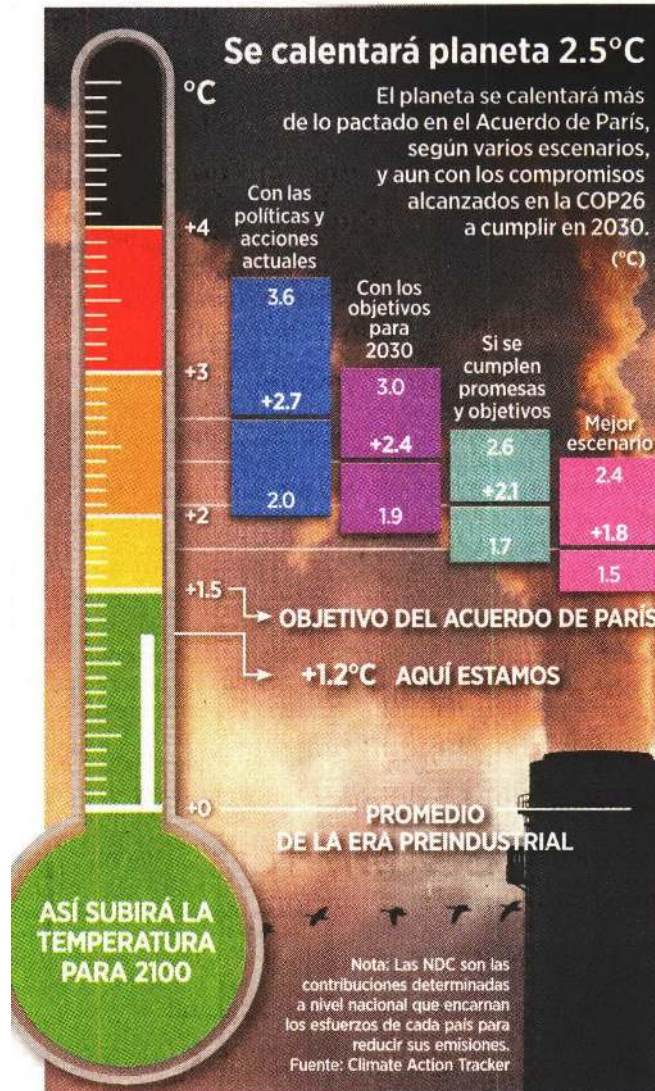 Se calentará planeta 2.5°C
El planeta se calentará más
de lo pactado en el Acuerdo de París,
según varios escenarios,
y aun con los compromisos
alcanzados en la COP26
a cumplir en 2030.
(°C)
°C
+4
+3
+2
+1.5
+0
Con las
políticas y
acciones
actuales
3.6
+2.7
2.0
Con los
objetivos
para
2030
3.0
+2.4
1.9
Si se
cumplen
promesas
y objetivos
2.6
+2.1
1.7
Mejor
escenario
2.4
+1.8
1.5
OBJETIVO DEL ACUERDO DE PARÍS
+1.2°C AQUÍ ESTAMOS
PROMEDIO
DE LA ERA PREINDUSTRIAL
ASÍ SUBIRÁ LA
TEMPERATURA
PARA 2100
Nota: Las NDC son las
contribuciones determinadas
a nivel nacional que encarnan
los esfuerzos de cada país para
reducir sus emisiones.
Fuente: Climate Action Tracker